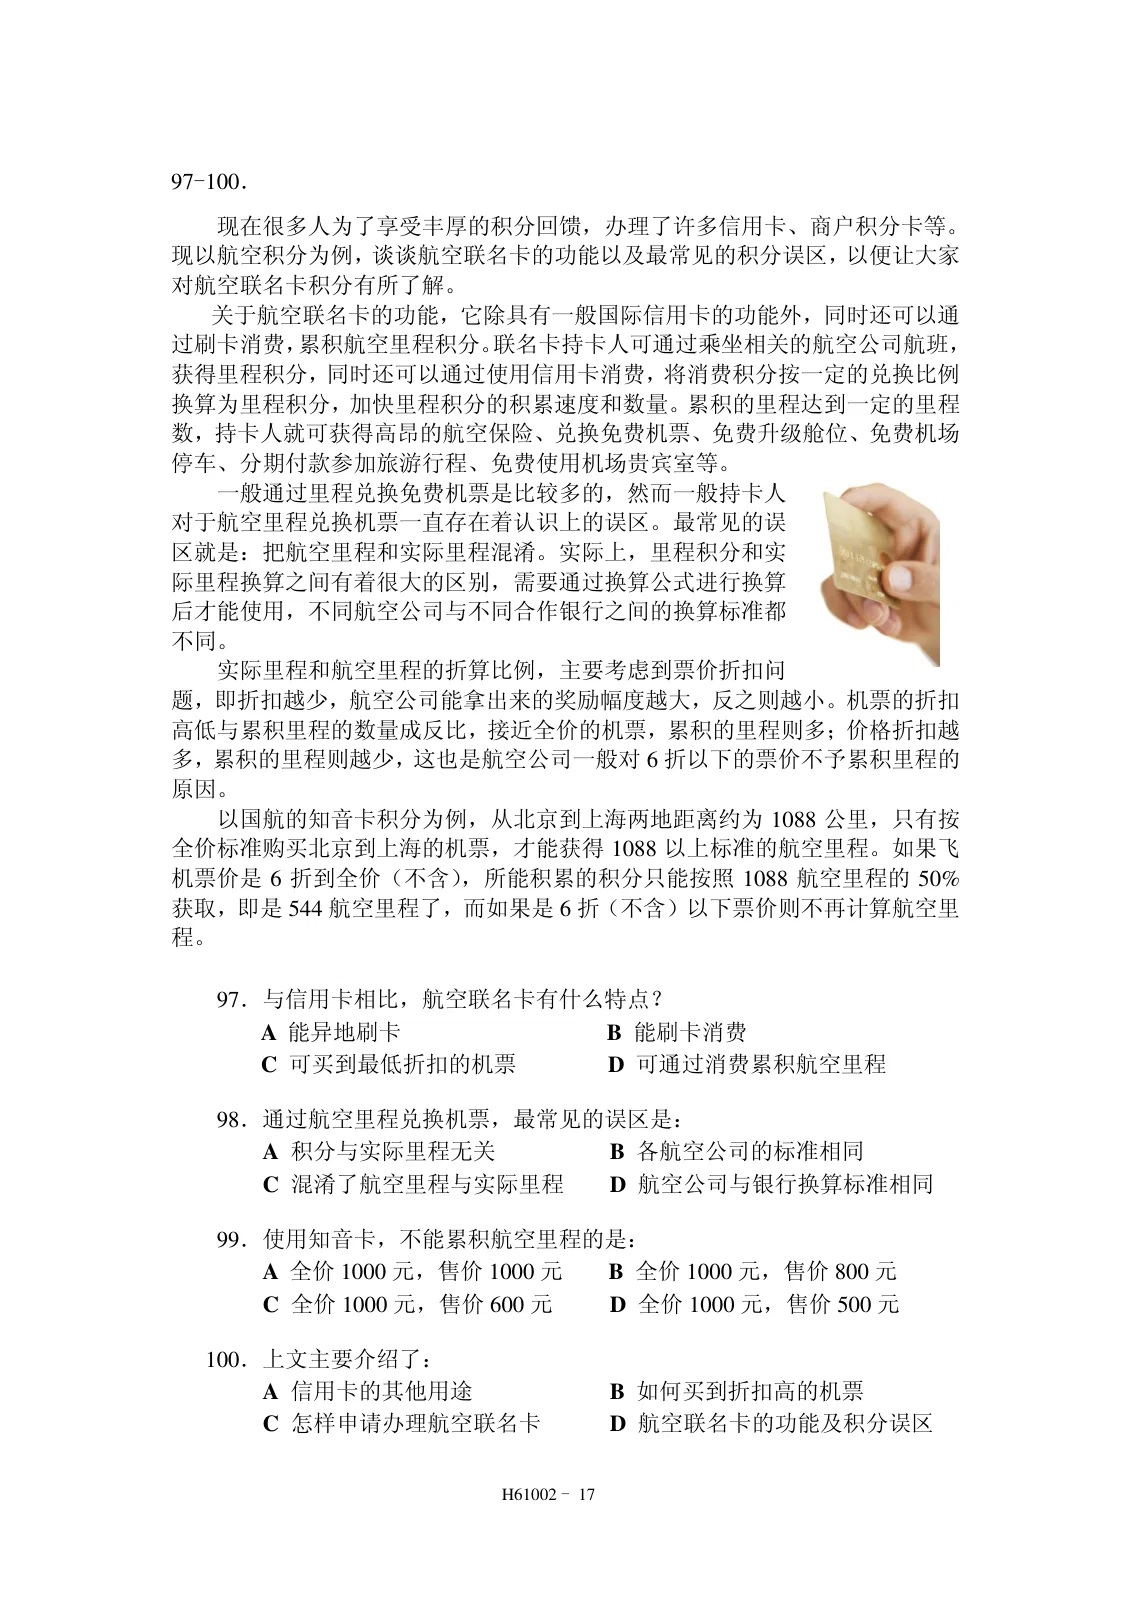 97-100．
现在很多人为了享受丰厚的积分回馈，办理了许多信用卡、商户积分卡等。
现以航空积分为例，谈谈航空联名卡的功能以及最常见的积分误区，以便让大家
对航空联名卡积分有所了解。
关于航空联名卡的功能，它除具有一般国际信用卡的功能外，同时还可以通
过刷卡消费，累积航空里程积分。联名卡持卡人可通过乘坐相关的航空公司航班，
获得里程积分，同时还可以通过使用信用卡消费，将消费积分按一定的兑换比例
换算为里程积分，加快里程积分的积累速度和数量。累积的里程达到一定的里程
数，持卡人就可获得高昂的航空保险、兑换免费机票、免费升级舱位、免费机场
停车、分期付款参加旅游行程、免费使用机场贵宾室等。
一般通过里程兑换免费机票是比较多的，然而一般持卡人
对于航空里程兑换机票一直存在着认识上的误区。最常见的误
区就是：把航空里程和实际里程混淆。实际上，里程积分和实
际里程换算之间有着很大的区别，需要通过换算公式进行换算
后才能使用，不同航空公司与不同合作银行之间的换算标准都
不同。
实际里程和航空里程的折算比例，主要考虑到票价折扣问
题，即折扣越少，航空公司能拿出来的奖励幅度越大，反之则越小。机票的折扣
高低与累积里程的数量成反比，接近全价的机票，累积的里程则多；价格折扣越
多，累积的里程则越少，这也是航空公司一般对 6 折以下的票价不予累积里程的
原因。
以国航的知音卡积分为例，从北京到上海两地距离约为 1088 公里，只有按
全价标准购买北京到上海的机票，才能获得 1088 以上标准的航空里程。如果飞
机票价是 6 折到全价（不含），所能积累的积分只能按照 1088 航空里程的 50%
获取，即是 544 航空里程了，而如果是 6 折（不含）以下票价则不再计算航空里
程。
97．与信用卡相比，航空联名卡有什么特点？
A 能异地刷卡 B 能刷卡消费
C 可买到最低折扣的机票 D 可通过消费累积航空里程
98．通过航空里程兑换机票，最常见的误区是：
A 积分与实际里程无关 B 各航空公司的标准相同
C 混淆了航空里程与实际里程 D 航空公司与银行换算标准相同
99．使用知音卡，不能累积航空里程的是：
A 全价 1000 元，售价 1000 元 B 全价 1000 元，售价 800 元
C 全价 1000 元，售价 600 元 D 全价 1000 元，售价 500 元
100．上文主要介绍了：
A 信用卡的其他用途 B 如何买到折扣高的机票
C 怎样申请办理航空联名卡 D 航空联名卡的功能及积分误区
H61002－ 17